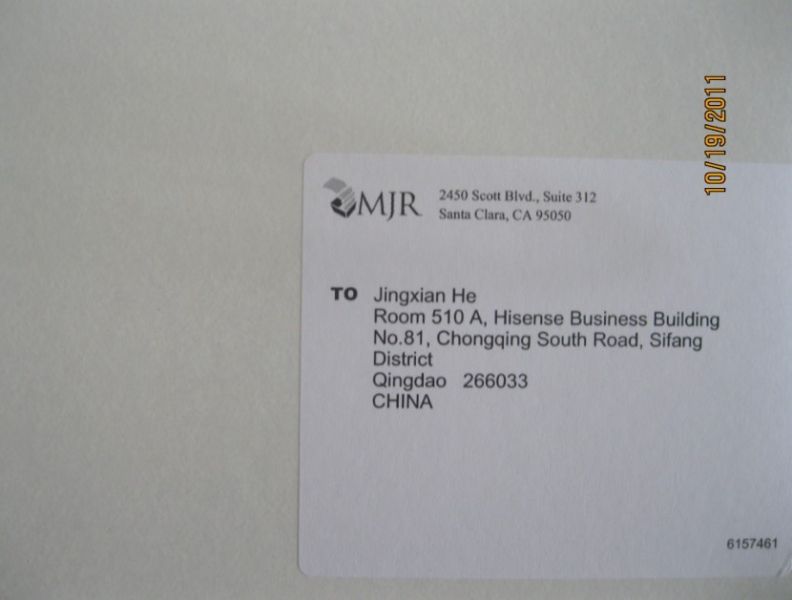 10/19/2011
MJR
2450 Scott Blvd., Suite 312
Santa Clara, CA 95050
TO Jingxian He
Room 510 A, Hisense Business Building
No.81, Chongqing South Road, Sifang
District
Qingdao 266033
CHINA
6157461